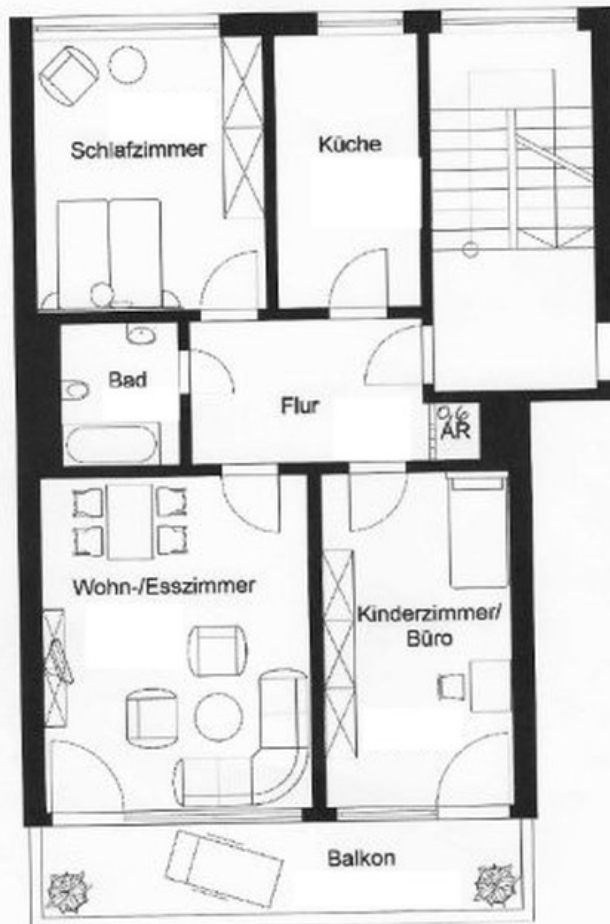 Schlafzimmer
Küche
Bad
Flur
0,6
AR
Wohn-/Esszimmer
Kinderzimmer/
Büro
Balkon